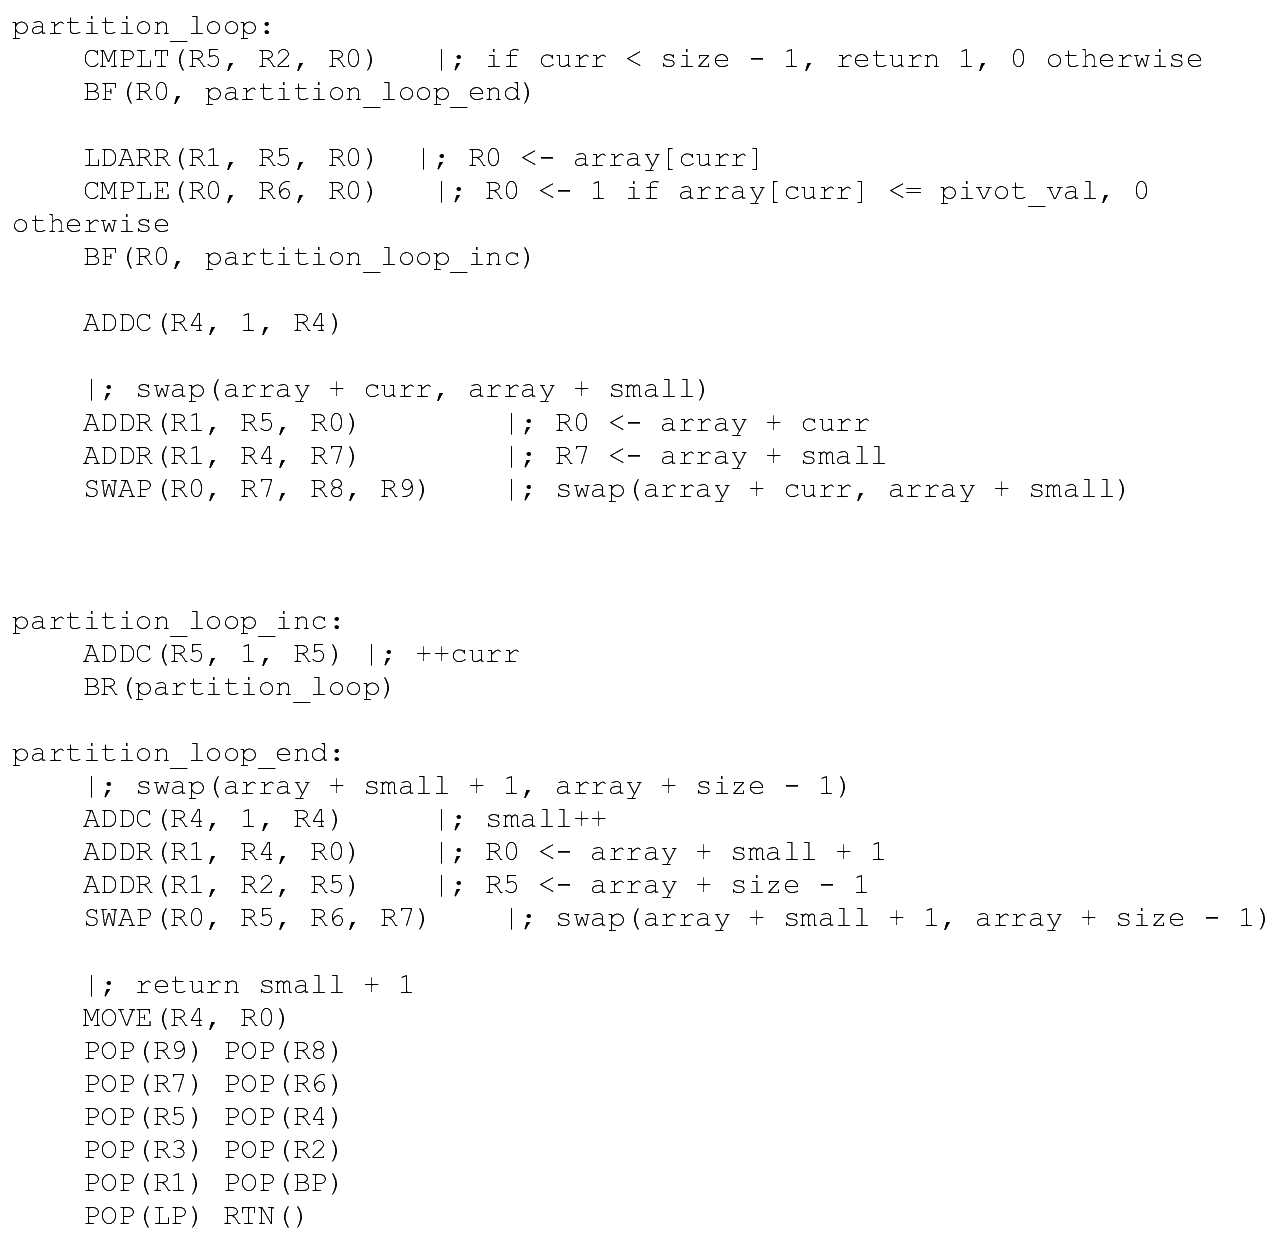 partition_loop:
    CMPLT(R5, R2, R0)   |; if curr < size - 1, return 1, 0 otherwise
    BF(R0, partition_loop_end)

    LDARR(R1, R5, R0)  |; R0 <- array[curr]
    CMPLE(R0, R6, R0)   |; R0 <- 1 if array[curr] <= pivot_val, 0
otherwise
    BF(R0, partition_loop_inc)

    ADDC(R4, 1, R4)

    |; swap(array + curr, array + small)
    ADDR(R1, R5, R0)        |; R0 <- array + curr
    ADDR(R1, R4, R7)        |; R7 <- array + small
    SWAP(R0, R7, R8, R9)    |; swap(array + curr, array + small)

partition_loop_inc:
    ADDC(R5, 1, R5) |; ++curr
    BR(partition_loop)

partition_loop_end:
    |; swap(array + small + 1, array + size - 1)
    ADDC(R4, 1, R4)     |; small++
    ADDR(R1, R4, R0)    |; R0 <- array + small + 1
    ADDR(R1, R2, R5)    |; R5 <- array + size - 1
    SWAP(R0, R5, R6, R7)    |; swap(array + small + 1, array + size - 1)

    |; return small + 1
    MOVE(R4, R0)
    POP(R9) POP(R8)
    POP(R7) POP(R6)
    POP(R5) POP(R4)
    POP(R3) POP(R2)
    POP(R1) POP(BP)
    POP(LP) RTN()